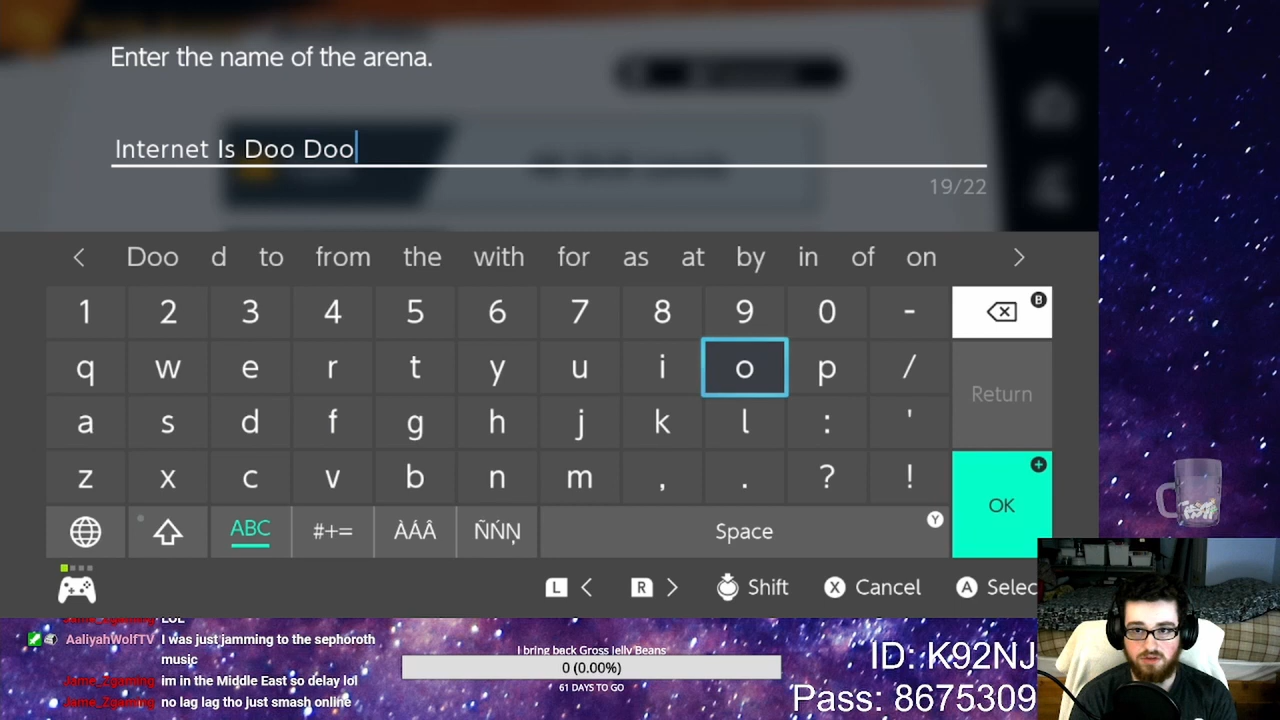 Enter the name of the arena.
Internet Is Doo Doo
19/22
< Doo d to from the with for as at by in of on >
1 2 3 4 5 6 7 8 9 0 - B
q w e r t y u i o p / Return
a s d f g h j k l : '
z x c v b n m , . ? ! + OK
ABC #+= ÀÁÂ ÑŃŅ Space Y
L < R > Shift X Cancel A Selec
LOL
AaliyahWolfTV I was just jamming to the sephoroth
music
Jame_Zgaming im in the Middle East so delay lol
Jame_Zgaming no lag lag tho just smash online
I bring back Gross Jelly Beans
0 (0.00%)
61 DAYS TO GO
ID: K92NJ
Pass: 8675309